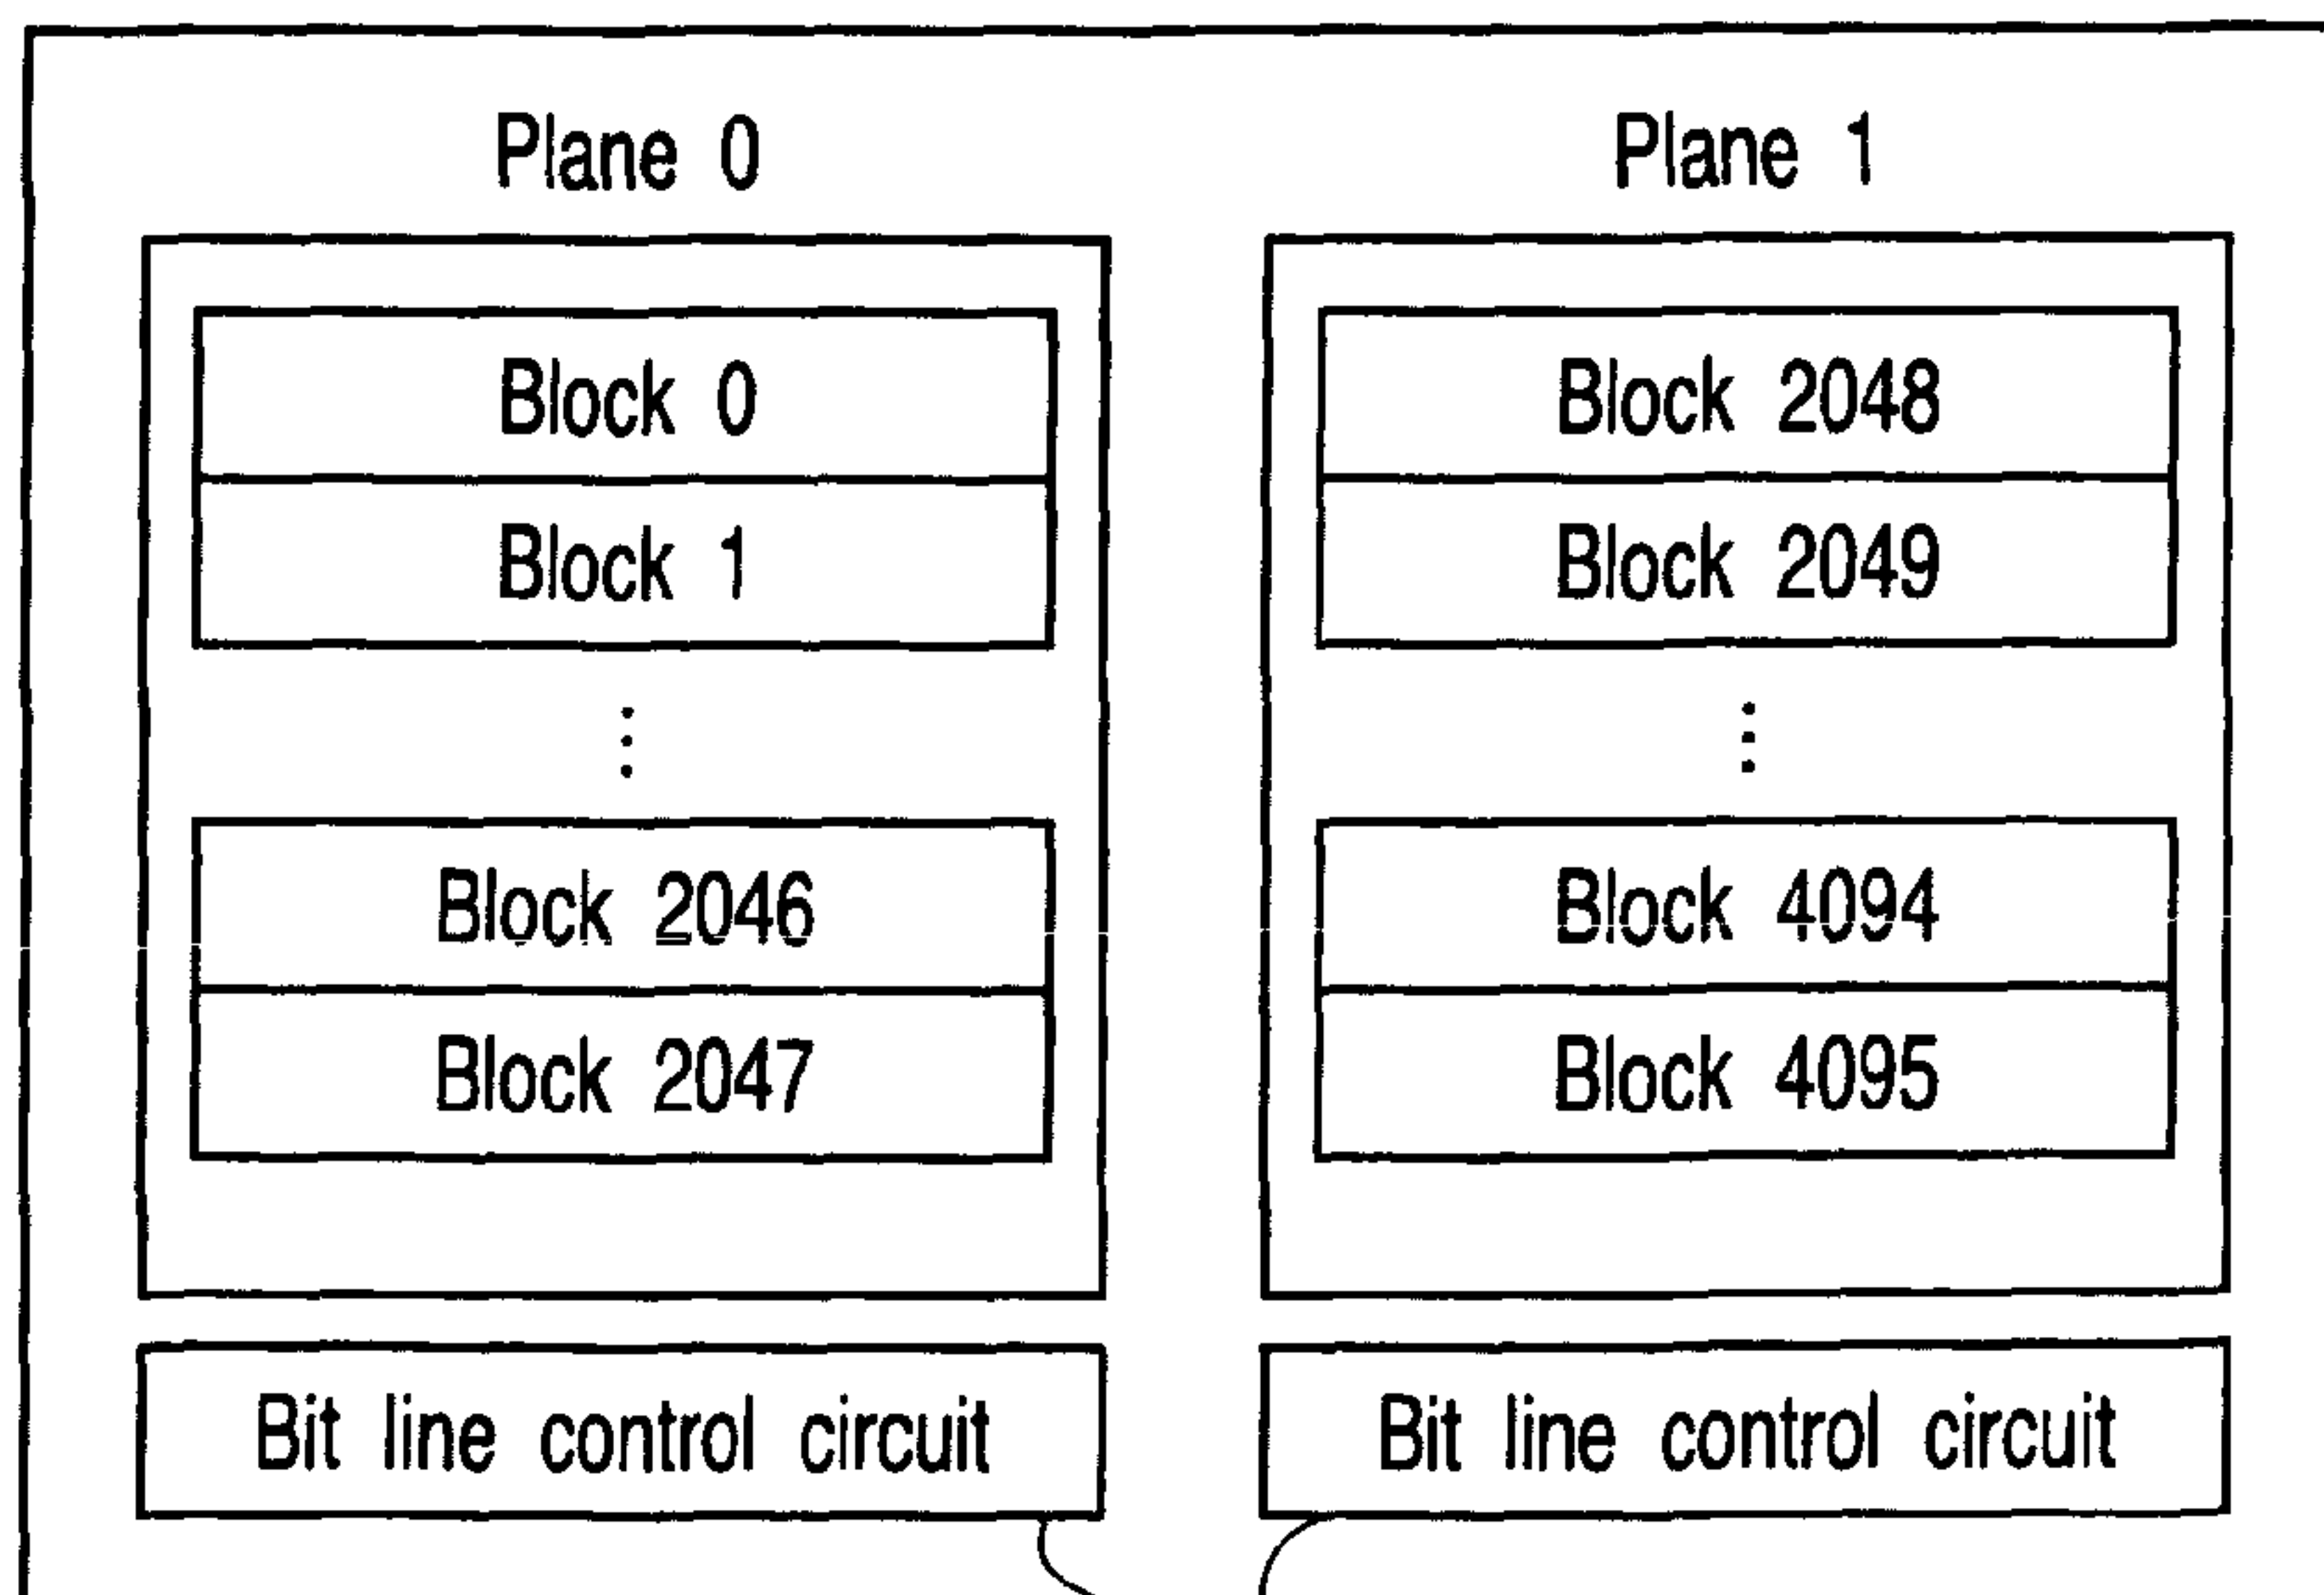 Plane 0
Block 0
Block 1
Block 2046
Block 2047
Bit line control circuit
Plane 1
Block 2048
Block 2049
Block 4094
Block 4095
Bit line control circuit